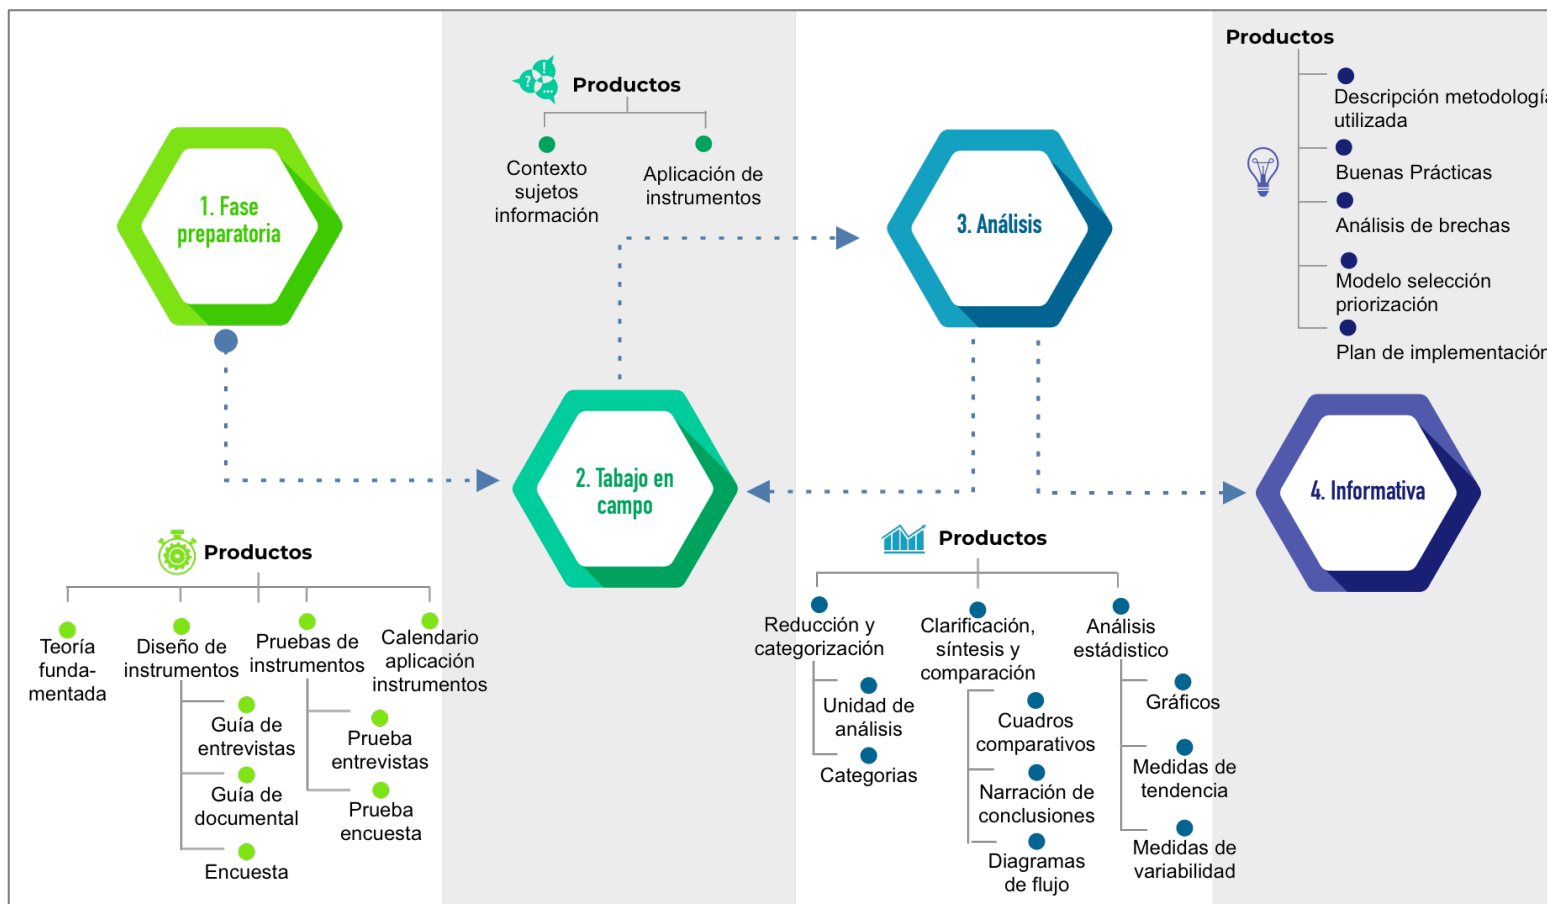 1. Fase
preparatoria
Productos
Teoría
funda-
mentada
Diseño de
instrumentos
Guía de
entrevistas
Guía de
documental
Encuesta
Pruebas de
instrumentos
Prueba
entrevistas
Prueba
encuesta
Calendario
aplicación
instrumentos
? ! ...
Productos
Contexto
sujetos
información
Aplicación de
instrumentos
2. Tabajo en
campo
3. Análisis
Productos
Reducción y
categorización
Unidad de
análisis
Categorias
Clarificación,
síntesis y
comparación
Cuadros
comparativos
Narración de
conclusiones
Diagramas
de flujo
Análisis
estádistico
Gráficos
Medidas de
tendencia
Medidas de
variabilidad
Productos
Descripción metodología
utilizada
Buenas Prácticas
Análisis de brechas
Modelo selección
priorización
Plan de implementación
4. Informativa